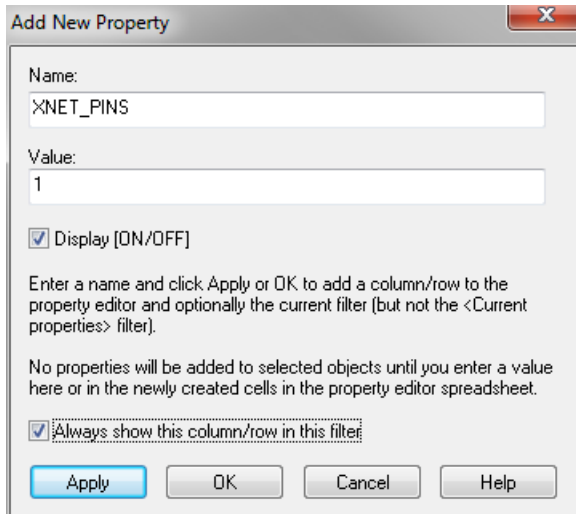 Add New Property
x
Name:
XNET_PINS
Value:
1
Display [ON/OFF]
Enter a name and click Apply or OK to add a column/row to the
property editor and optionally the current filter (but not the <Current
properties> filter).
No properties will be added to selected objects until you enter a value
here or in the newly created cells in the property editor spreadsheet.
Always show this column/row in this filter
Apply OK Cancel Help